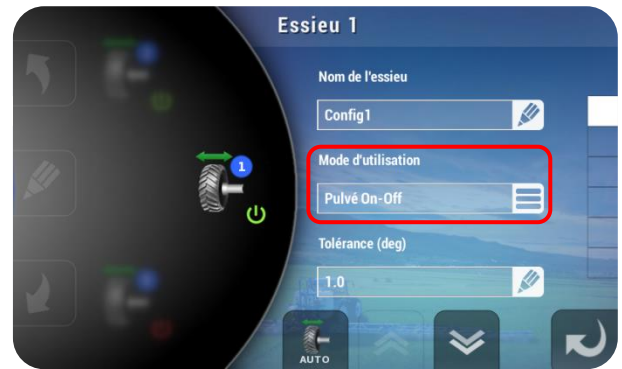 Essieu 1
Nom de l'essieu
Config1
1
Mode d'utilisation
Pulvé On-Off
Tolérance (deg)
1.0
AUTO